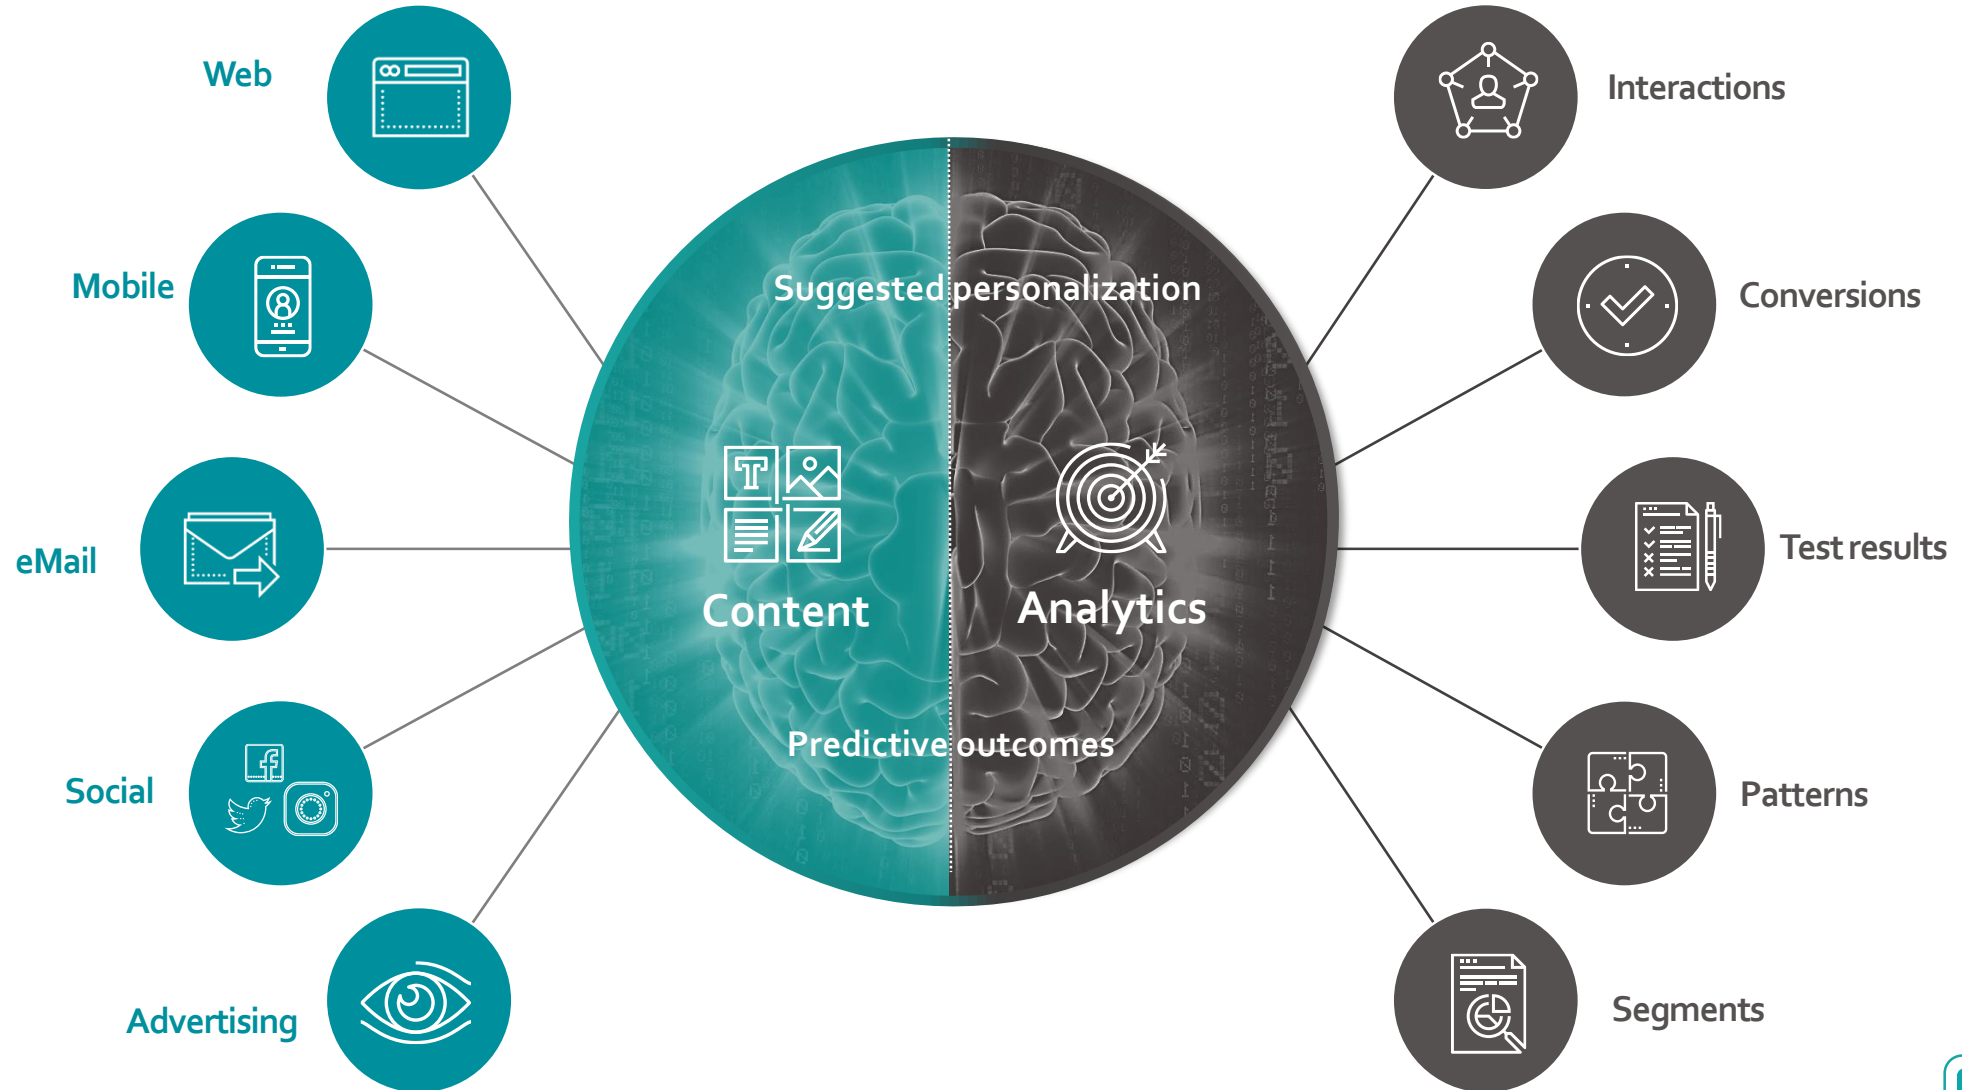 Web
Mobile
eMail
Social
Advertising
Suggested personalization
Content
Analytics
Predictive outcomes
Interactions
Conversions
Test results
Patterns
Segments